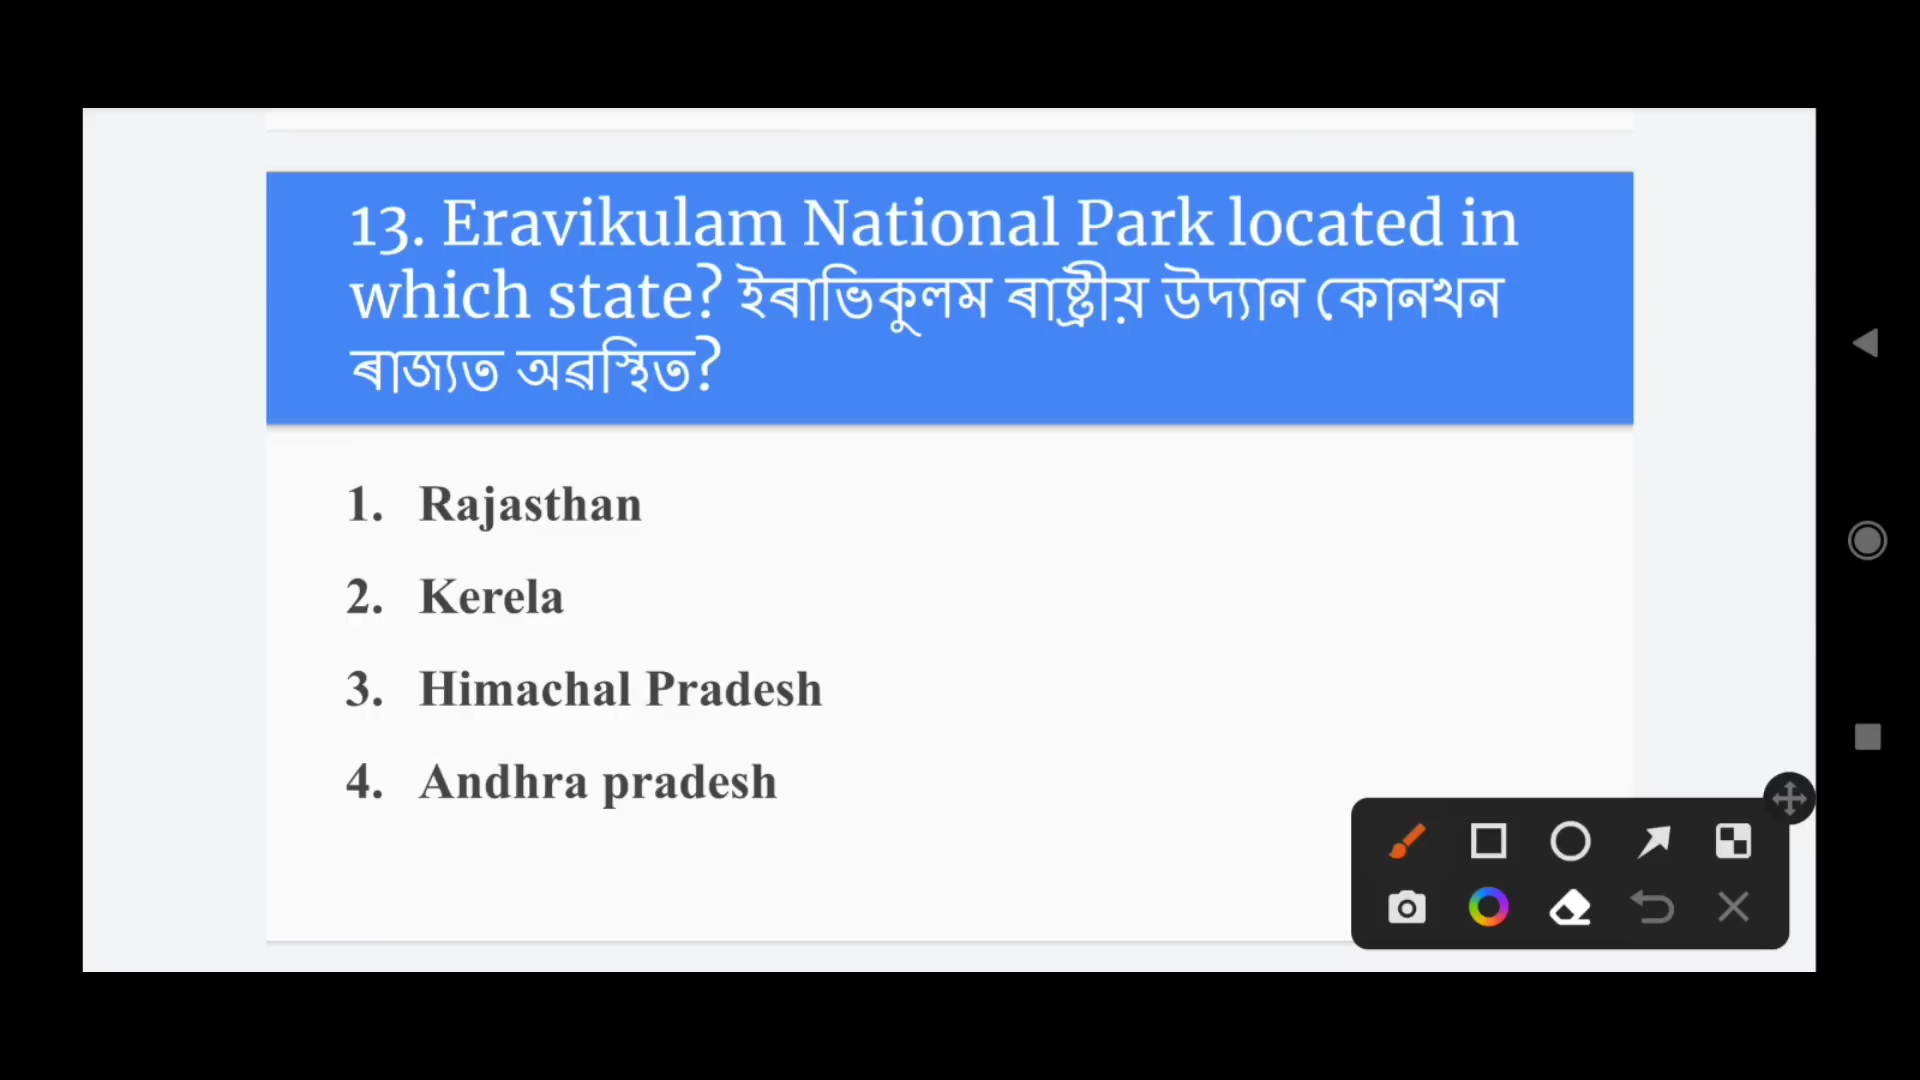 13. Eravikulam National Park located in
which state? ইৰাভিকুলম ৰাষ্ট্ৰীয় উদ্যান কোনখন
ৰাজ্যত অৱস্থিত?
1. Rajasthan
2. Kerela
3. Himachal Pradesh
4. Andhra pradesh